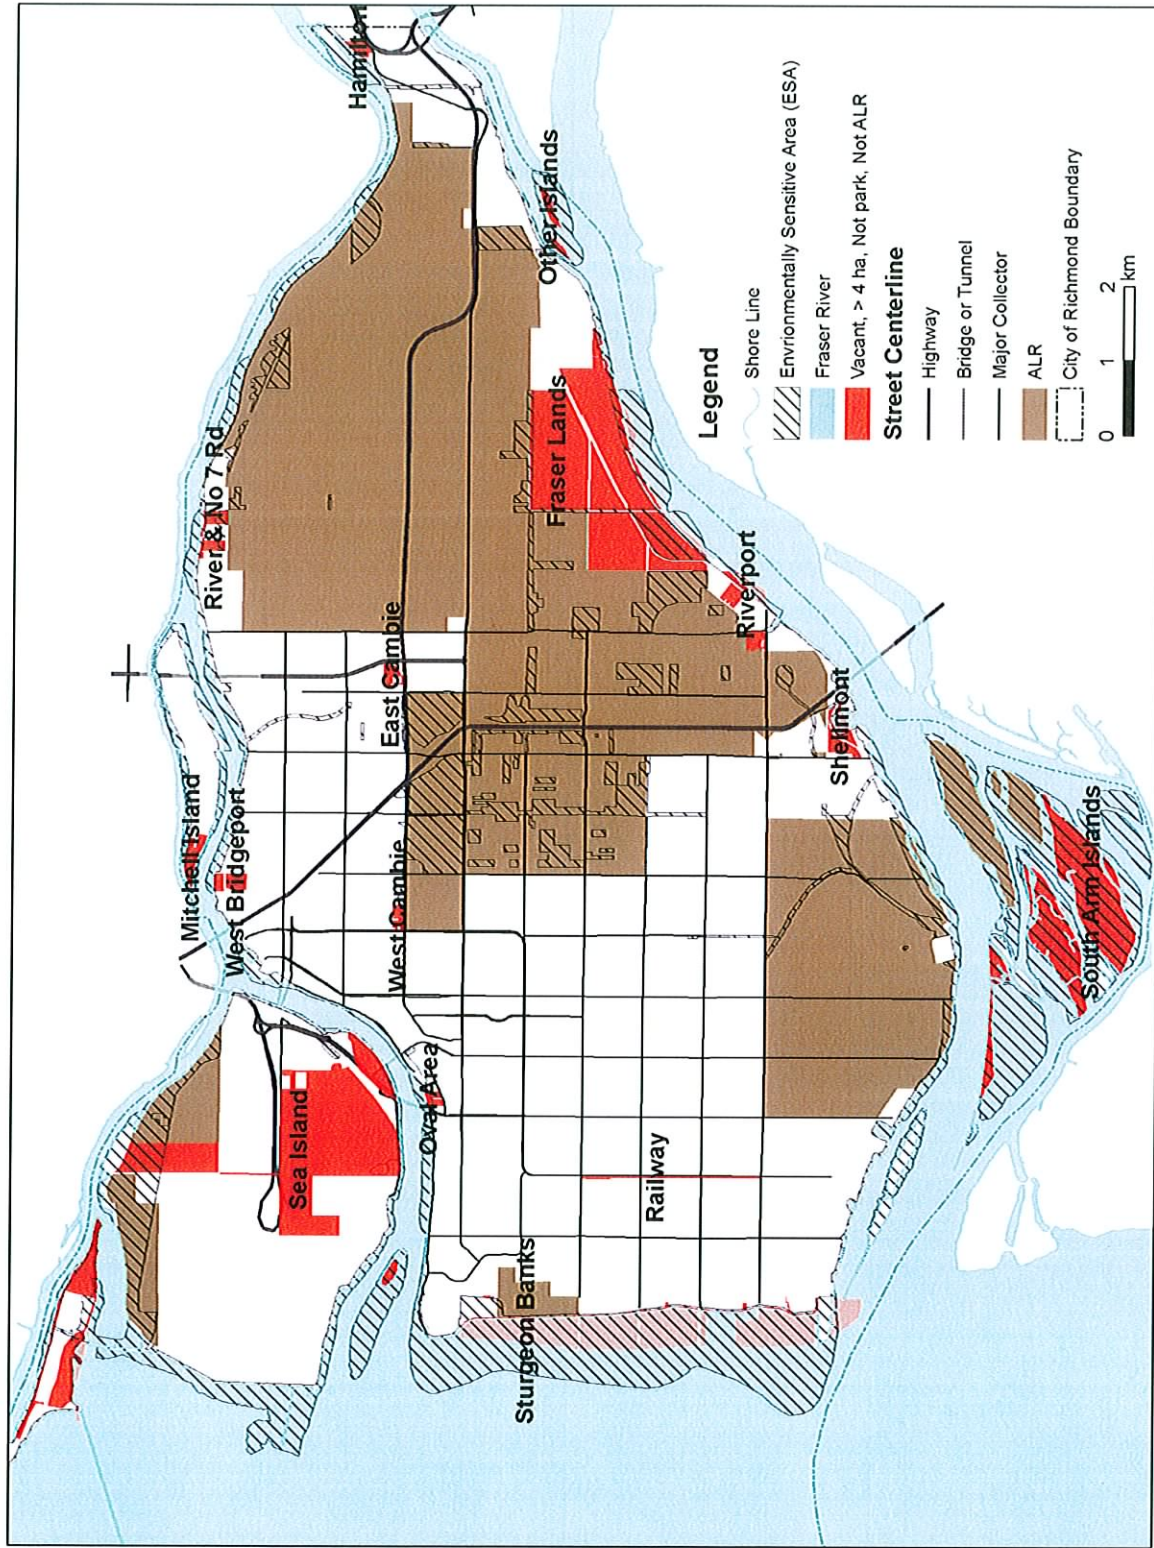 Hamilton
Mitchell Island
River & No 7 Rd
West Bridgeport
Sea Island
East Cambie
West Cambie
Oval Area
Other Islands
Fraser Lands
Sturgeon Banks
Railway
Riverport
Shellmont
South Arm Islands
Legend
Shore Line
Envrionmentally Sensitive Area (ESA)
Fraser River
Vacant, > 4 ha, Not park, Not ALR
Street Centerline
Highway
Bridge or Tunnel
Major Collector
ALR
City of Richmond Boundary
0 1 2
km